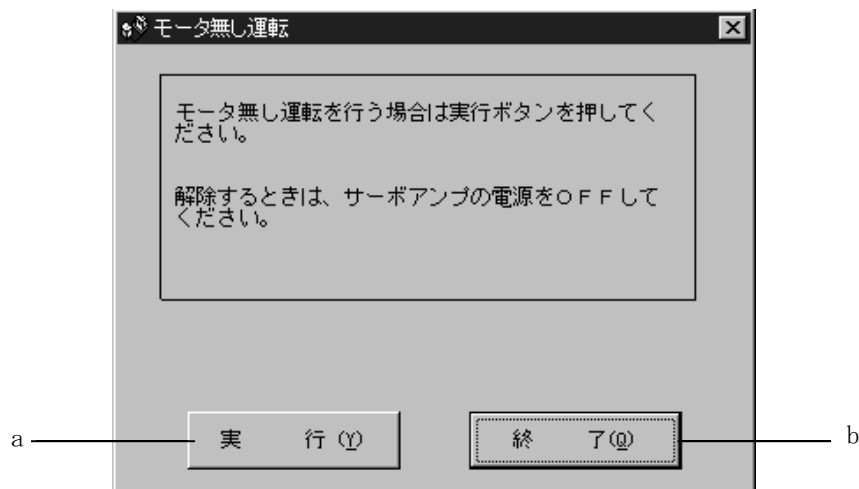 モータ無し運転
モータ無し運転を行う場合は実行ボタンを押してく
ださい。
解除するときは、サーボアンプの電源をOFFして
ください。
a 実 行(Y) 終 了(Q) b